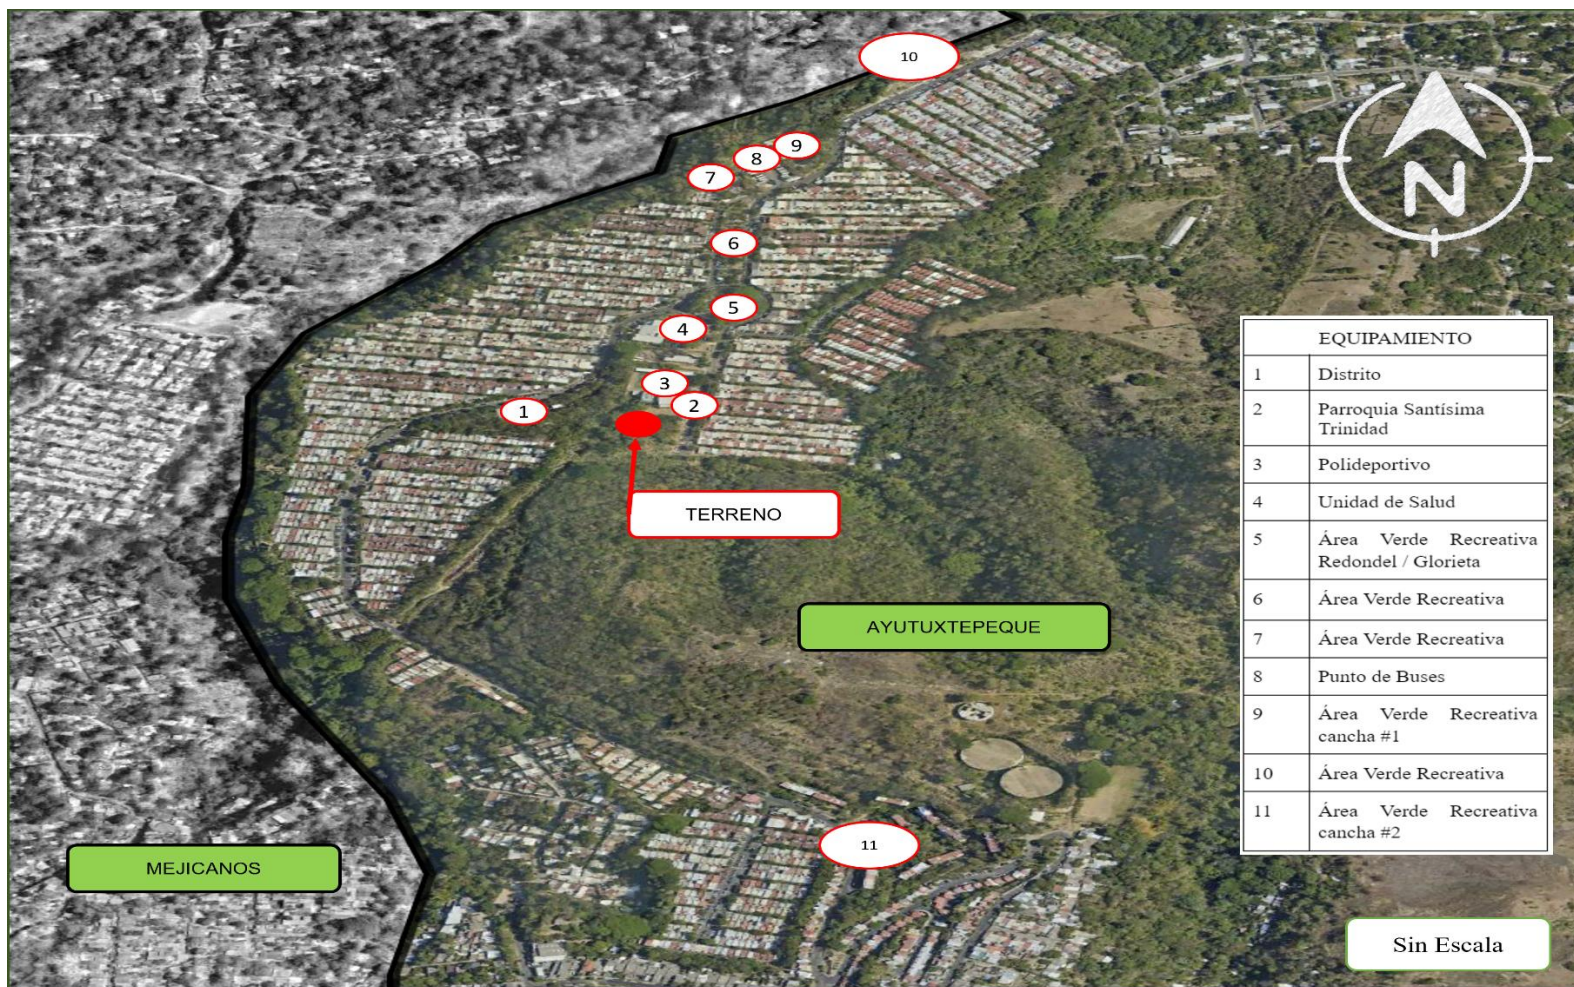 10
9
8
7
N
6
5
4
3
2
1
TERRENO
AYUTUXTEPEQUE
11
MEJICANOS
EQUIPAMIENTO
1 Distrito
2 Parroquia Santísima
Trinidad
3 Polideportivo
4 Unidad de Salud
5 Área Verde Recreativa
Redondel / Glorieta
6 Área Verde Recreativa
7 Área Verde Recreativa
8 Punto de Buses
9 Área Verde Recreativa
cancha #1
10 Área Verde Recreativa
11 Área Verde Recreativa
cancha #2
Sin Escala